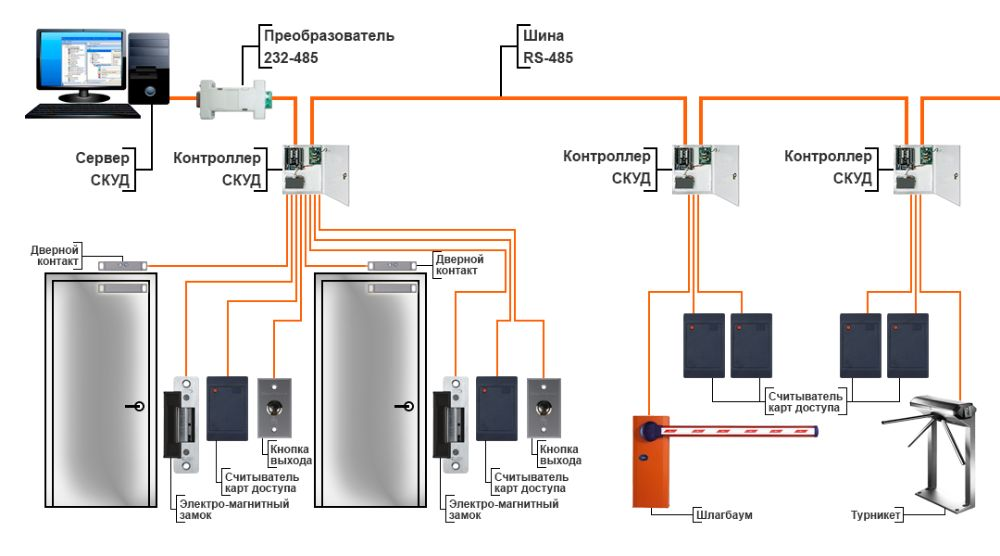 Преобразователь
232-485
Шина
RS-485
Сервер
СКУД
Контроллер
СКУД
Контроллер
СКУД
Контроллер
СКУД
Дверной
контакт
Дверной
контакт
Считыватель
карт доступа
Кнопка
выхода
Кнопка
выхода
Считыватель
карт доступа
Считыватель
карт доступа
Электро-магнитный
замок
Электро-магнитный
замок
Шлагбаум
Турникет